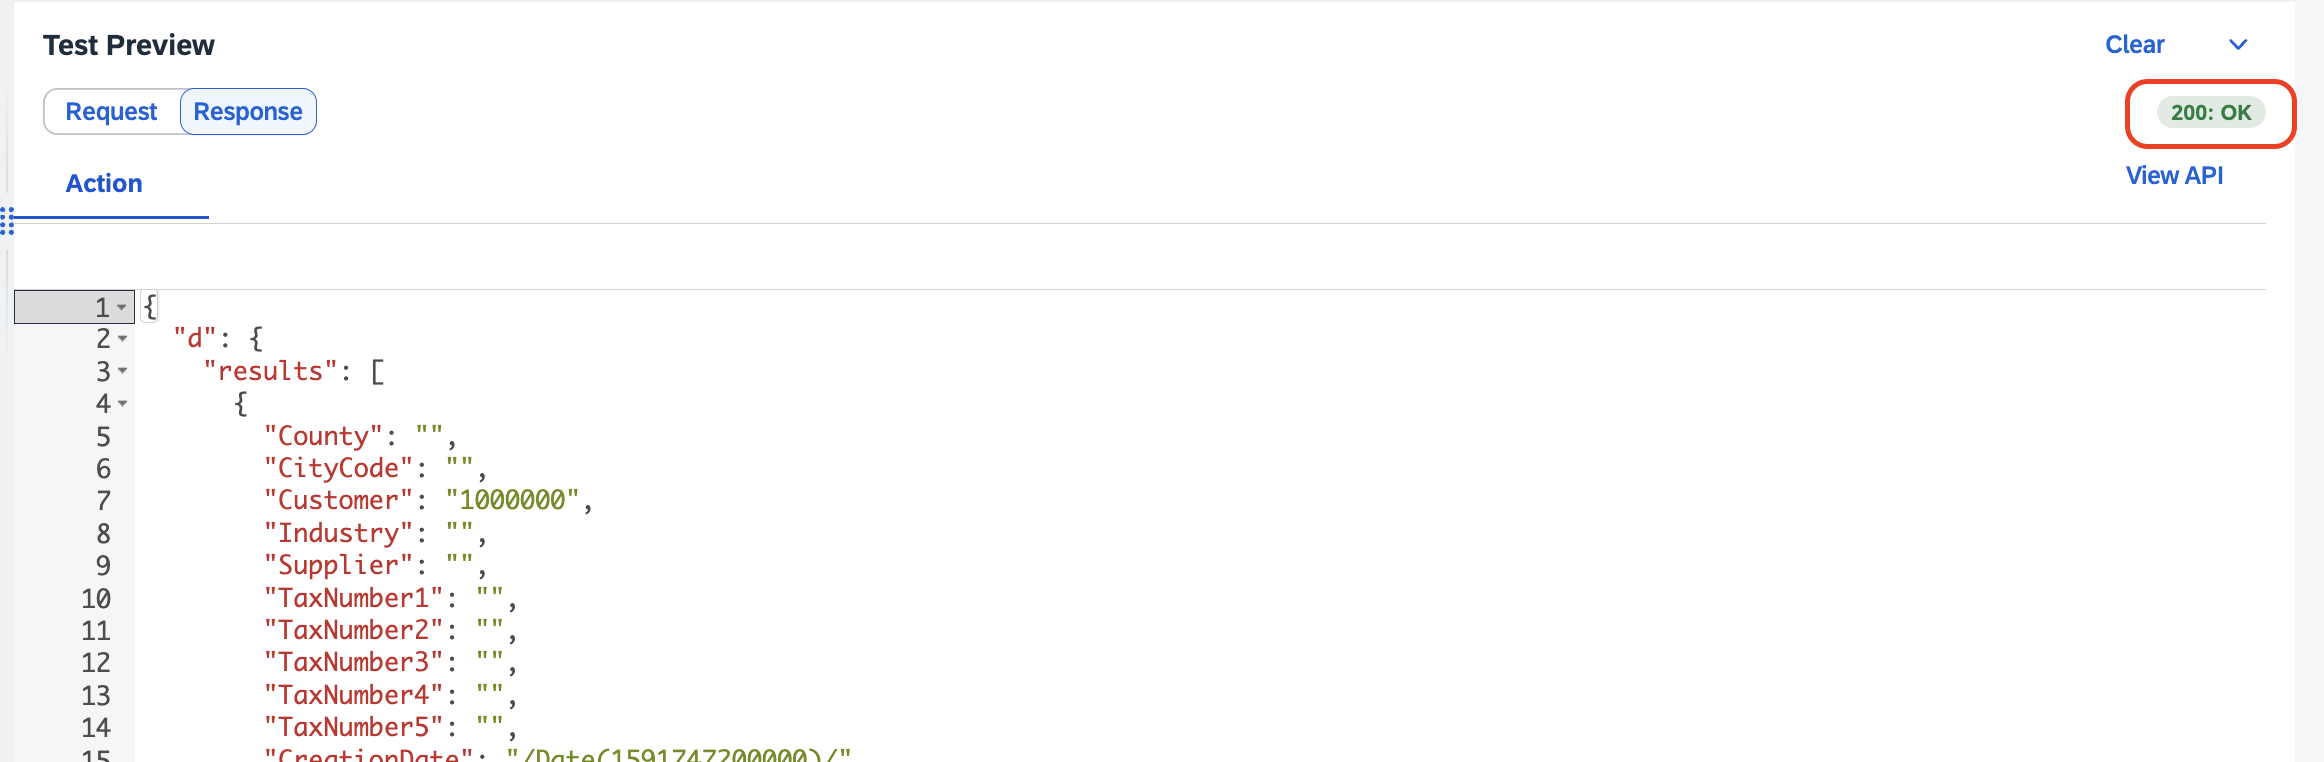 Test Preview
Clear
Request Response
200: OK
Action
View API
1 {
2 "d": {
3 "results": [
4 {
5 "County": "",
6 "CityCode": "",
7 "Customer": "1000000",
8 "Industry": "",
9 "Supplier": "",
10 "TaxNumber1": "",
11 "TaxNumber2": "",
12 "TaxNumber3": "",
13 "TaxNumber4": "",
14 "TaxNumber5": "",
15 "CreationDate": "/Date(1591747200000)/"